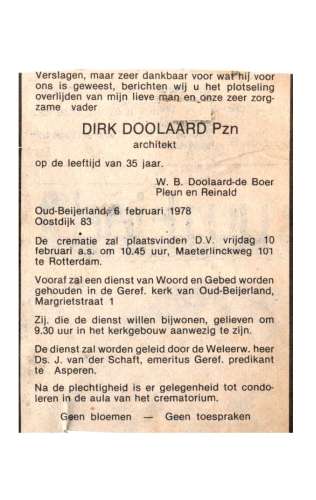 Verslagen, maar zeer dankbaar voor wat hij voor
ons is geweest, berichten wij u het plotseling
overlijden van mijn lieve man en onze zeer zorg-
zame vader
DIRK DOOLAARD Pzn
architekt
op de leeftijd van 35 jaar.
W. B. Doolaard-de Boer
Pleun en Reinald
Oud-Beijerland, 6 februari 1978
Oostdijk 83
De crematie zal plaatsvinden D.V. vrijdag 10
februari a.s. om 10.45 uur, Maeterlinckweg 101
te Rotterdam.
Vooraf zal een dienst van Woord en Gebed worden
gehouden in de Geref. kerk van Oud-Beijerland,
Margrietstraat 1
Zij, die de dienst willen bijwonen, gelieven om
9.30 uur in het kerkgebouw aanwezig te zijn.
De dienst zal worden geleid door de Weleerw. heer
Ds. J. van der Schaft, emeritus Geref. predikant
te Asperen.
Na de plechtigheid is er gelegenheid tot condo-
leren in de aula van het crematorium.
Geen bloemen — Geen toespraken